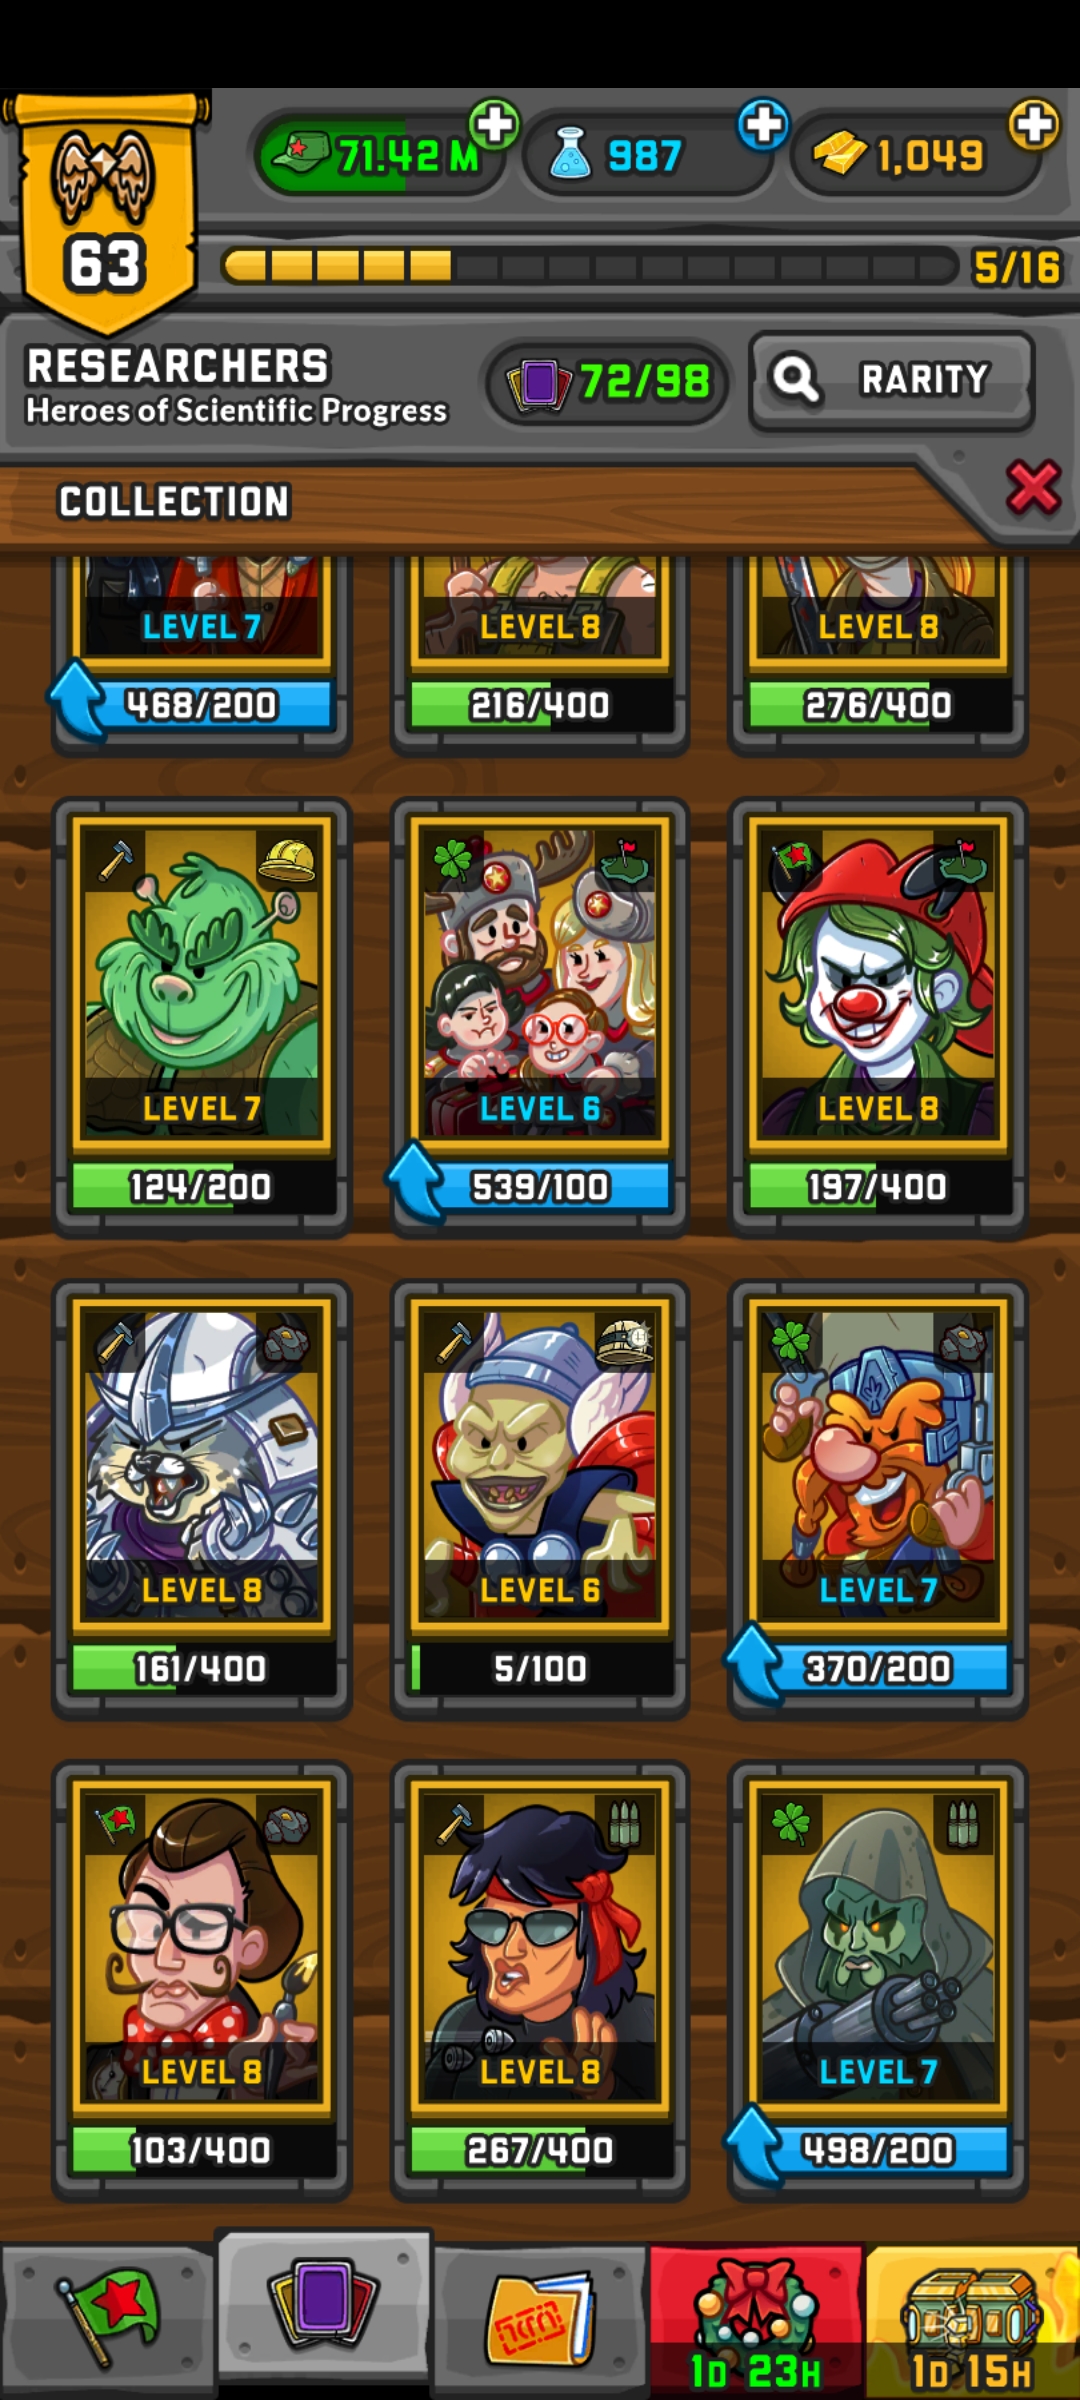 71.42 M
987
1,049
63
5/16
RESEARCHERS
Heroes of Scientific Progress
72/98
RARITY
COLLECTION
LEVEL 7
LEVEL 8
LEVEL 8
468/200
216/400
276/400
LEVEL 7
LEVEL 6
LEVEL 8
124/200
539/100
197/400
LEVEL 8
LEVEL 6
LEVEL 7
161/400
5/100
370/200
LEVEL 8
LEVEL 8
LEVEL 7
103/400
267/400
498/200
1D 23H
1D 15H